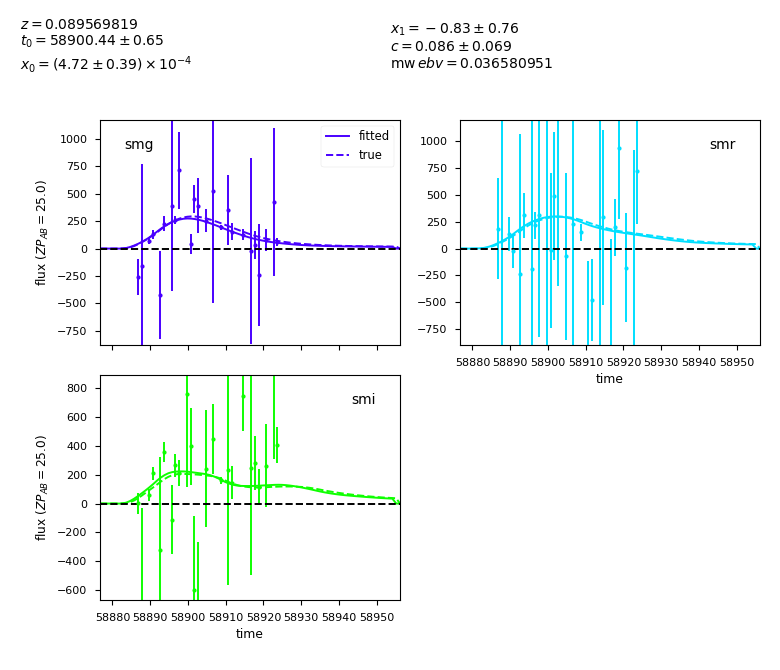 z = 0.089569819
t₀ = 58900.44 ± 0.65
x₀ = (4.72 ± 0.39) × 10⁻⁴
x₁ = −0.83 ± 0.76
c = 0.086 ± 0.069
mw ebv = 0.036580951
smg
fitted
true
1000
750
500
250
0
−250
−500
−750
flux (ZP_AB = 25.0)
smr
1000
750
500
250
0
−250
−500
−750
58880 58890 58900 58910 58920 58930 58940 58950
time
smi
800
600
400
200
0
−200
−400
−600
flux (ZP_AB = 25.0)
58880 58890 58900 58910 58920 58930 58940 58950
time